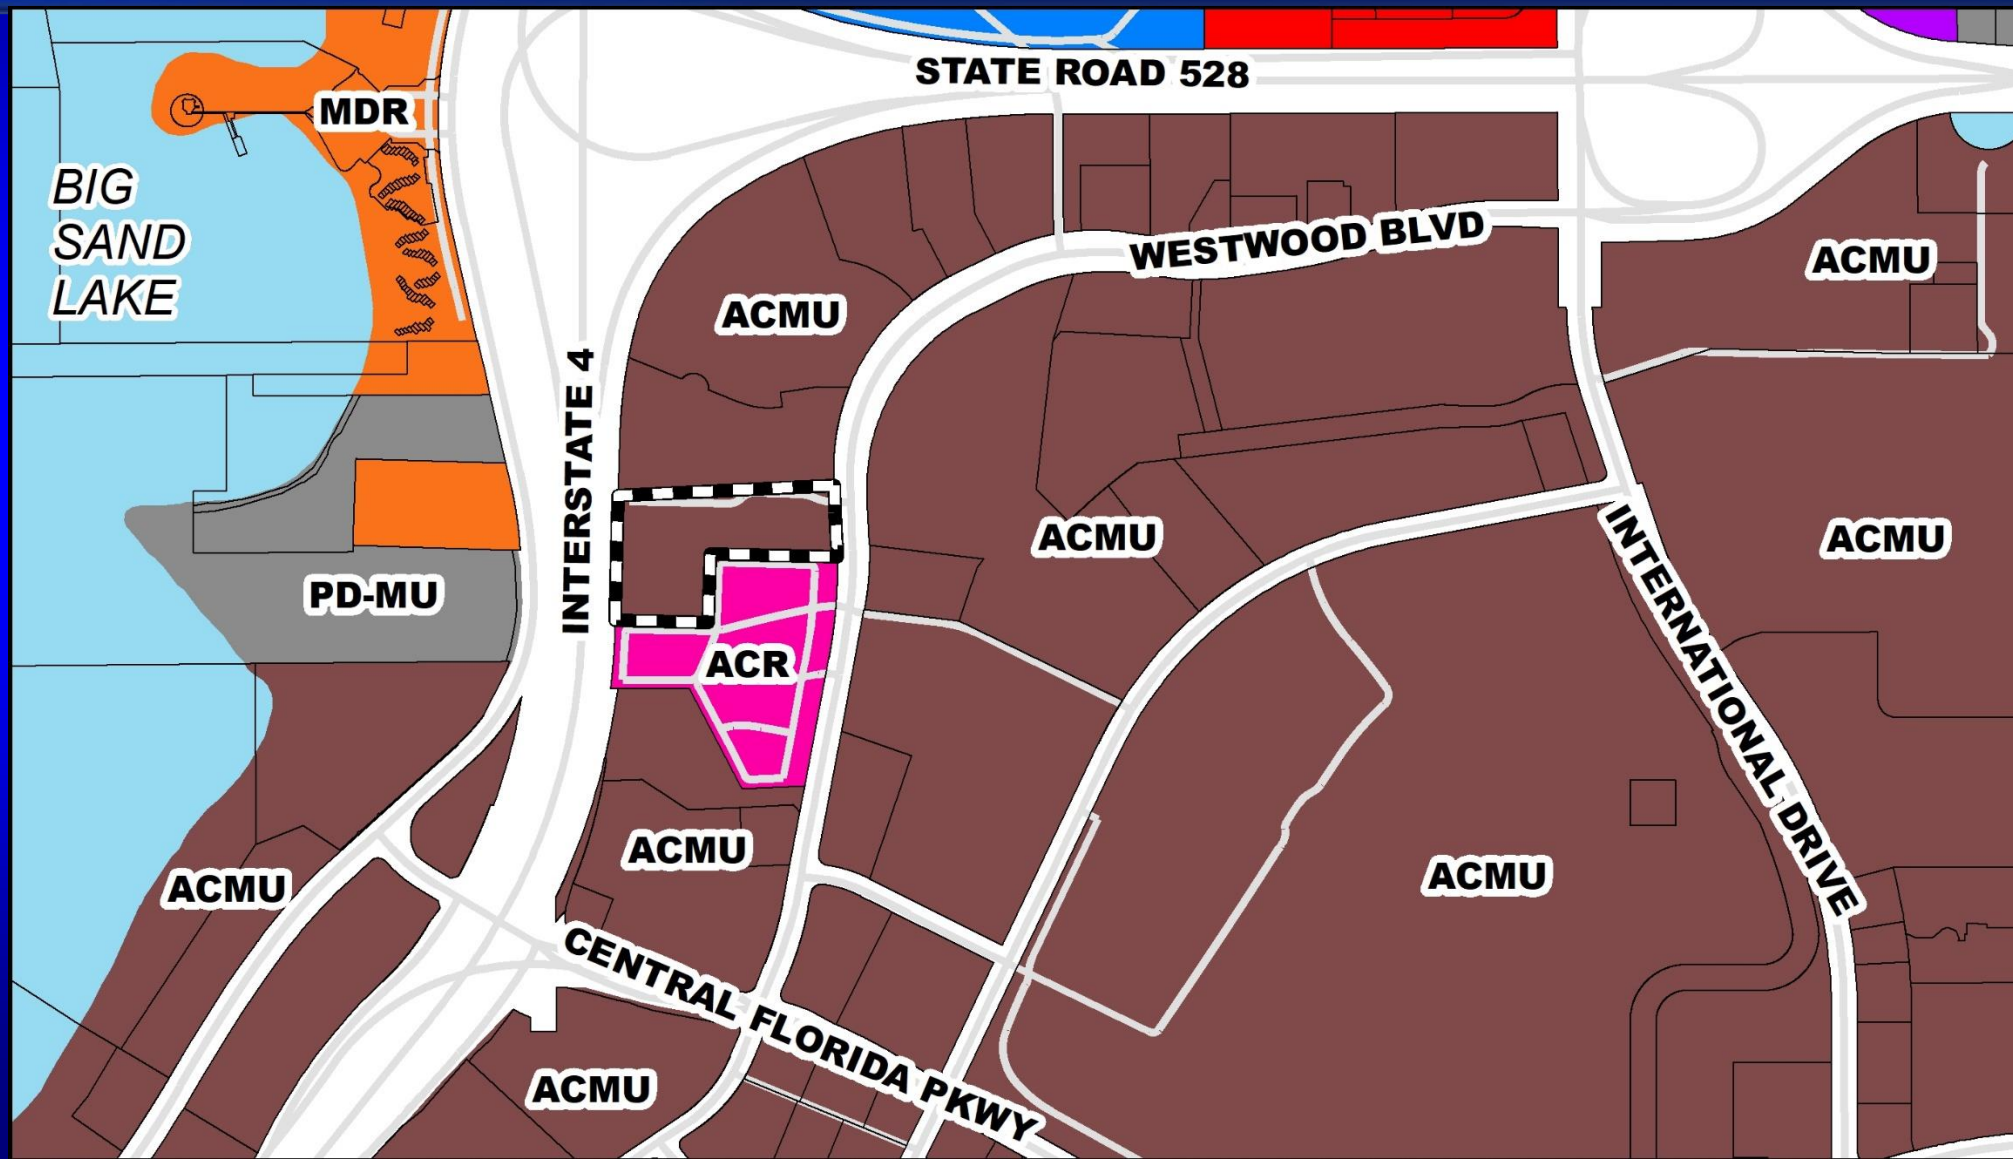 STATE ROAD 528
MDR
BIG
SAND
LAKE
WESTWOOD BLVD
ACMU
ACMU
INTERSTATE 4
ACMU
ACMU
PD-MU
INTERNATIONAL DRIVE
ACR
ACMU
ACMU
ACMU
CENTRAL FLORIDA PKWY
ACMU